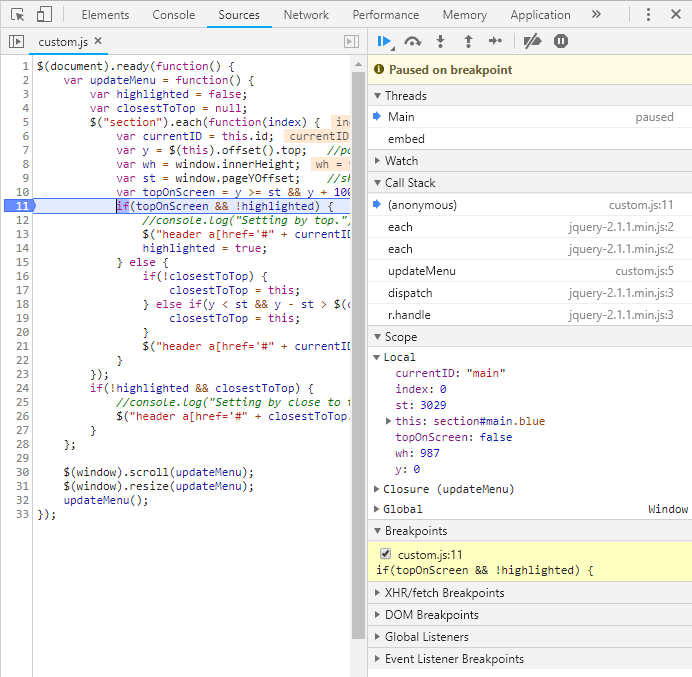 Elements Console Sources Network Performance Memory Application »
custom.js ×
1 $(document).ready(function() {
2 var updateMenu = function() {
3 var highlighted = false;
4 var closestToTop = null;
5 $("section").each(function(index) { in
6 var currentID = this.id; currentID
7 var y = $(this).offset().top; //po
8 var wh = window.innerHeight; wh = 9
9 var st = window.pageYOffset; //sh
10 var topOnScreen = y >= st && y + 100
11 if(topOnScreen && !highlighted) {
12 //console.log("Setting by top.",
13 $("header a[href='#" + currentID
14 highlighted = true;
15 } else {
16 if(!closestToTop) {
17 closestToTop = this;
18 } else if(y < st && y - st > $(c
19 closestToTop = this;
20 }
21 $("header a[href='#" + currentID
22 }
23 });
24 if(!highlighted && closestToTop) {
25 //console.log("Setting by close to t
26 $("header a[href='#" + closestToTop.
27 }
28 };
29
30 $(window).scroll(updateMenu);
31 $(window).resize(updateMenu);
32 updateMenu();
33 });
Paused on breakpoint
Threads
Main paused
embed
Watch
Call Stack
(anonymous) custom.js:11
each jquery-2.1.1.min.js:2
each jquery-2.1.1.min.js:2
updateMenu custom.js:5
dispatch jquery-2.1.1.min.js:3
r.handle jquery-2.1.1.min.js:3
Scope
Local
currentID: "main"
index: 0
st: 3029
this: section#main.blue
topOnScreen: false
wh: 987
y: 0
Closure (updateMenu)
Global Window
Breakpoints
custom.js:11
if(topOnScreen && !highlighted) {
XHR/fetch Breakpoints
DOM Breakpoints
Global Listeners
Event Listener Breakpoints